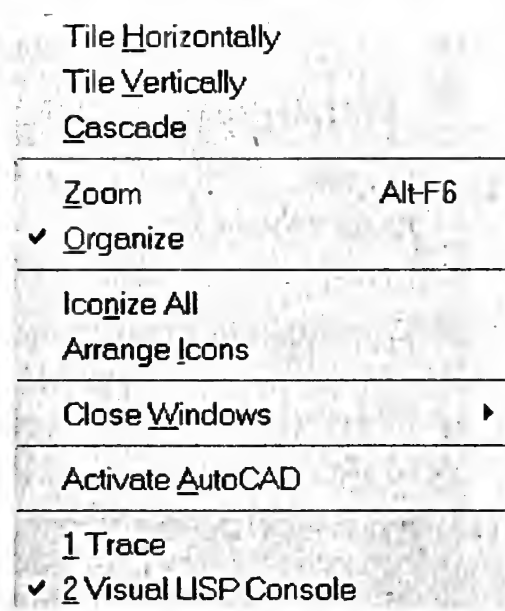 Tile Horizontally
Tile Vertically
Cascade
Zoom Alt-F6
✔ Organize
Iconize All
Arrange Icons
Close Windows ▶
Activate AutoCAD
1 Trace
✔ 2 Visual LISP Console